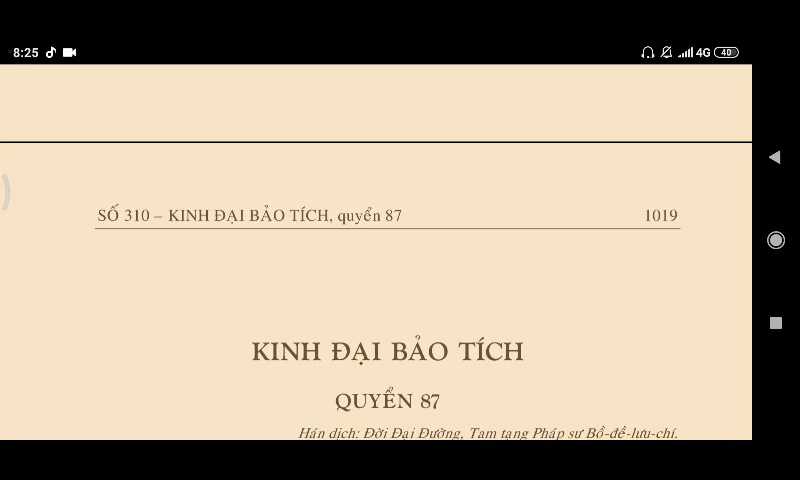 8:25 4G 40
SỐ 310 – KINH ĐẠI BẢO TÍCH, quyển 87 1019
KINH ĐẠI BẢO TÍCH
QUYỂN 87
Hán dịch: Đời Đại Đường, Tam tạng Pháp sư Bồ-đề-lưu-chí.